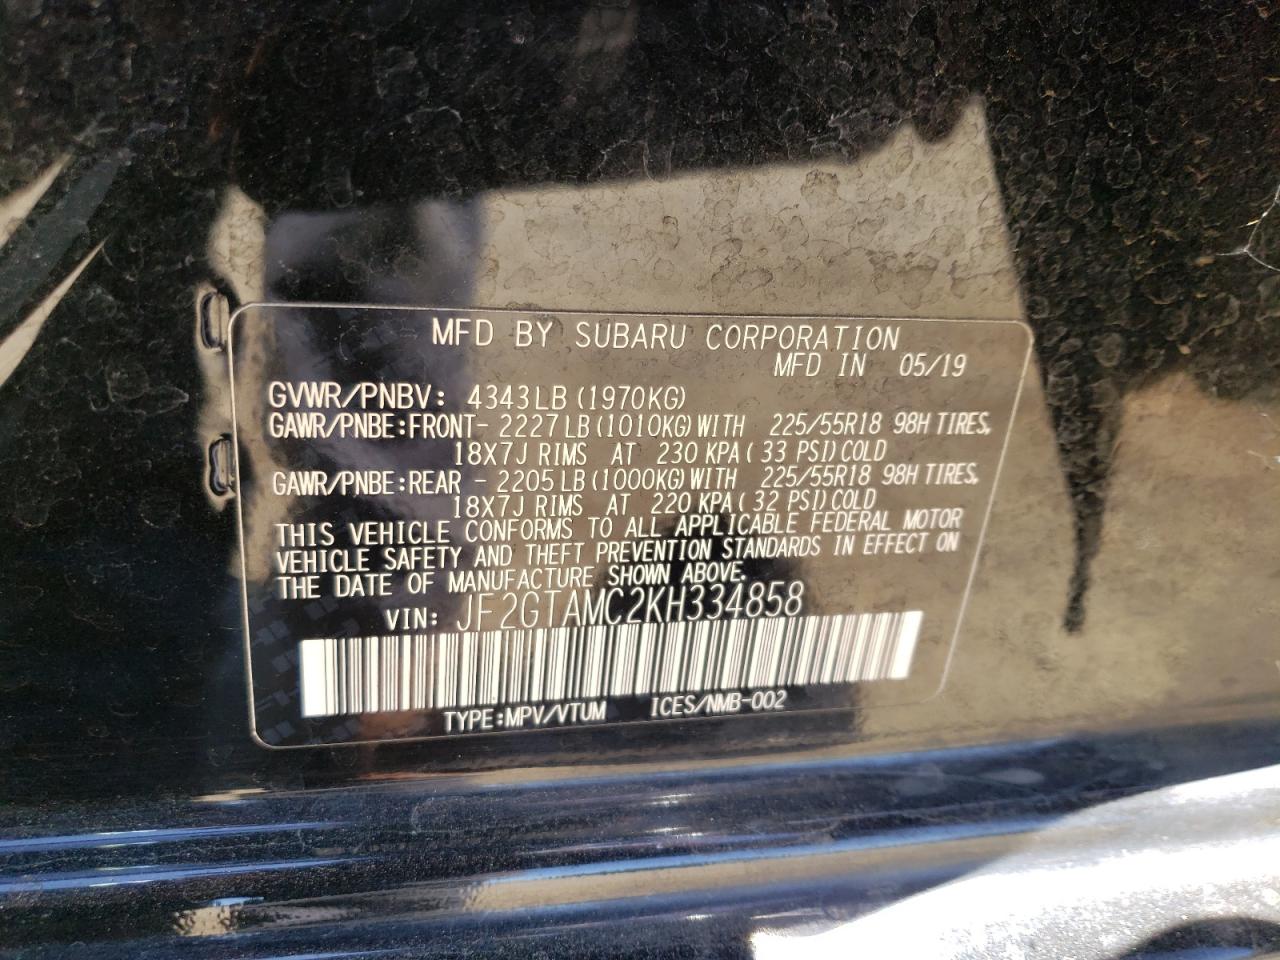 MFD BY SUBARU CORPORATION
MFD IN 05/19
GVWR/PNBV: 4343LB (1970KG)
GAWR/PNBE:FRONT- 2227LB (1010KG) WITH 225/55R18 98H TIRES,
18X7J RIMS AT 230 KPA ( 33 PSI) COLD
GAWR/PNBE:REAR - 2205LB (1000KG) WITH 225/55R18 98H TIRES,
18X7J RIMS AT 220 KPA ( 32 PSI) COLD
THIS VEHICLE CONFORMS TO ALL APPLICABLE FEDERAL MOTOR
VEHICLE SAFETY AND THEFT PREVENTION STANDARDS IN EFFECT ON
THE DATE OF MANUFACTURE SHOWN ABOVE.
VIN: JF2GTAMC2KH334858
TYPE:MPV/VTUM ICES/NMB-002